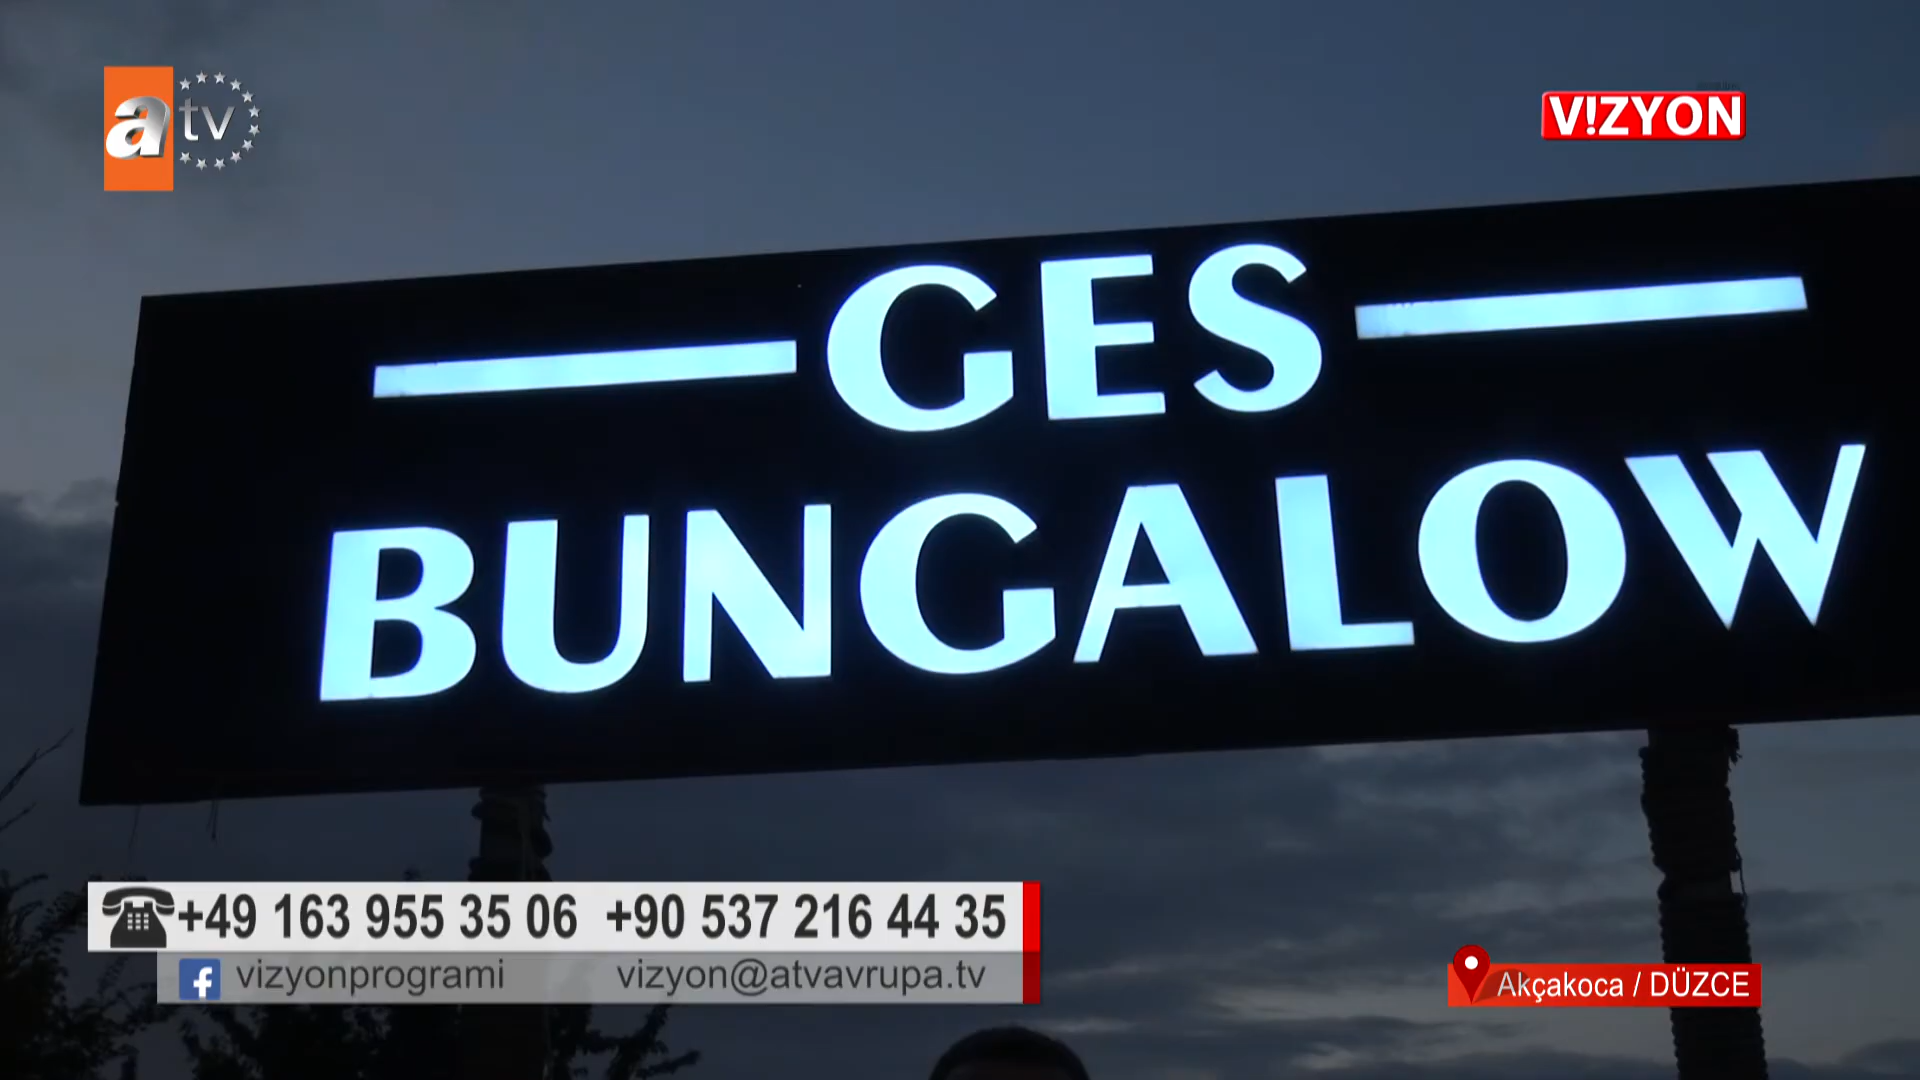 atv
V!ZYON
GES
BUNGALOW
+49 163 955 35 06 +90 537 216 44 35
vizyonprogrami vizyon@atvavrupa.tv
Akçakoca / DÜZCE